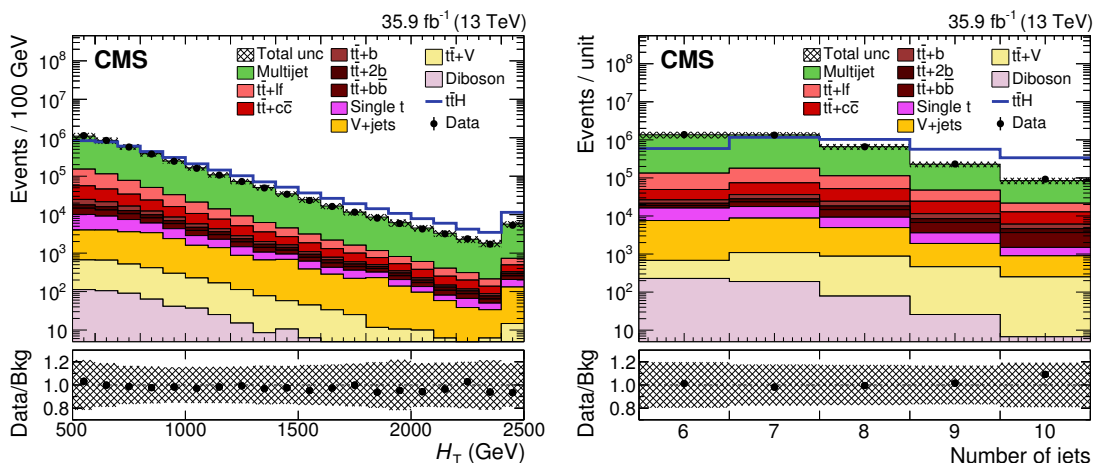 35.9 fb⁻¹ (13 TeV)
CMS
Total unc
Multijet
tt̄+lf
tt̄+cc̄
tt̄+b
tt̄+2b
tt̄+bb̄
Single t
V+jets
tt̄+V
Diboson
tt̄H
Data
Events / 100 GeV
10⁶
10⁵
10⁴
10³
10²
10
Data/Bkg
1.2
1.0
0.8
500 1000 1500 2000 2500
H_T (GeV)
35.9 fb⁻¹ (13 TeV)
CMS
Total unc
Multijet
tt̄+lf
tt̄+cc̄
tt̄+b
tt̄+2b
tt̄+bb̄
Single t
V+jets
tt̄+V
Diboson
tt̄H
Data
Events / unit
10⁸
10⁷
10⁶
10⁵
10⁴
10³
10²
10
Data/Bkg
1.2
1.0
0.8
6 7 8 9 10
Number of jets